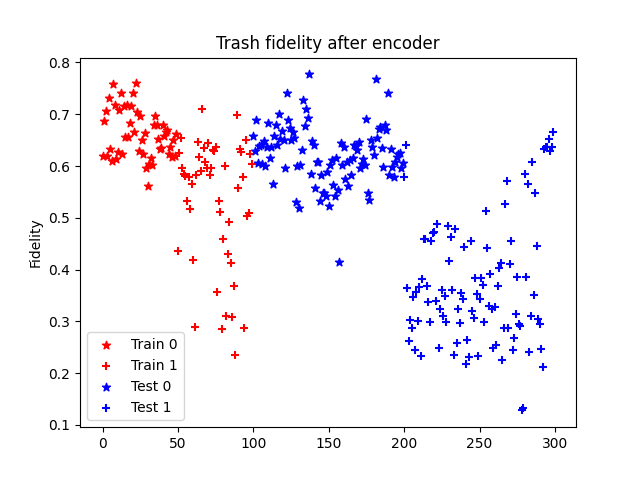 Trash fidelity after encoder
Fidelity
0.8
0.7
0.6
0.5
0.4
0.3
0.2
0.1
Train 0
Train 1
Test 0
Test 1
0 50 100 150 200 250 300